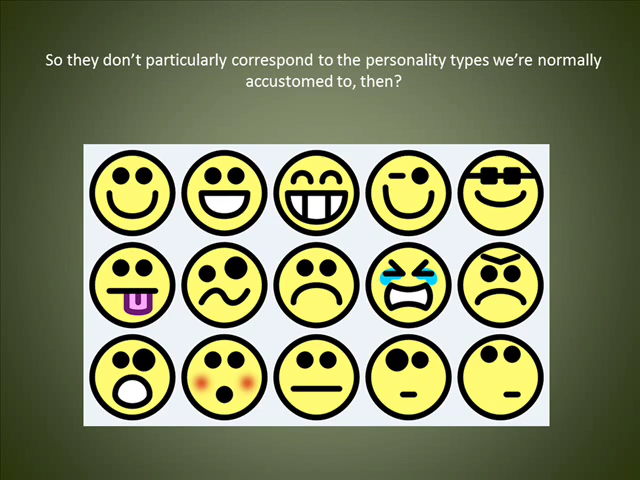 So they don’t particularly correspond to the personality types we’re normally
accustomed to, then?